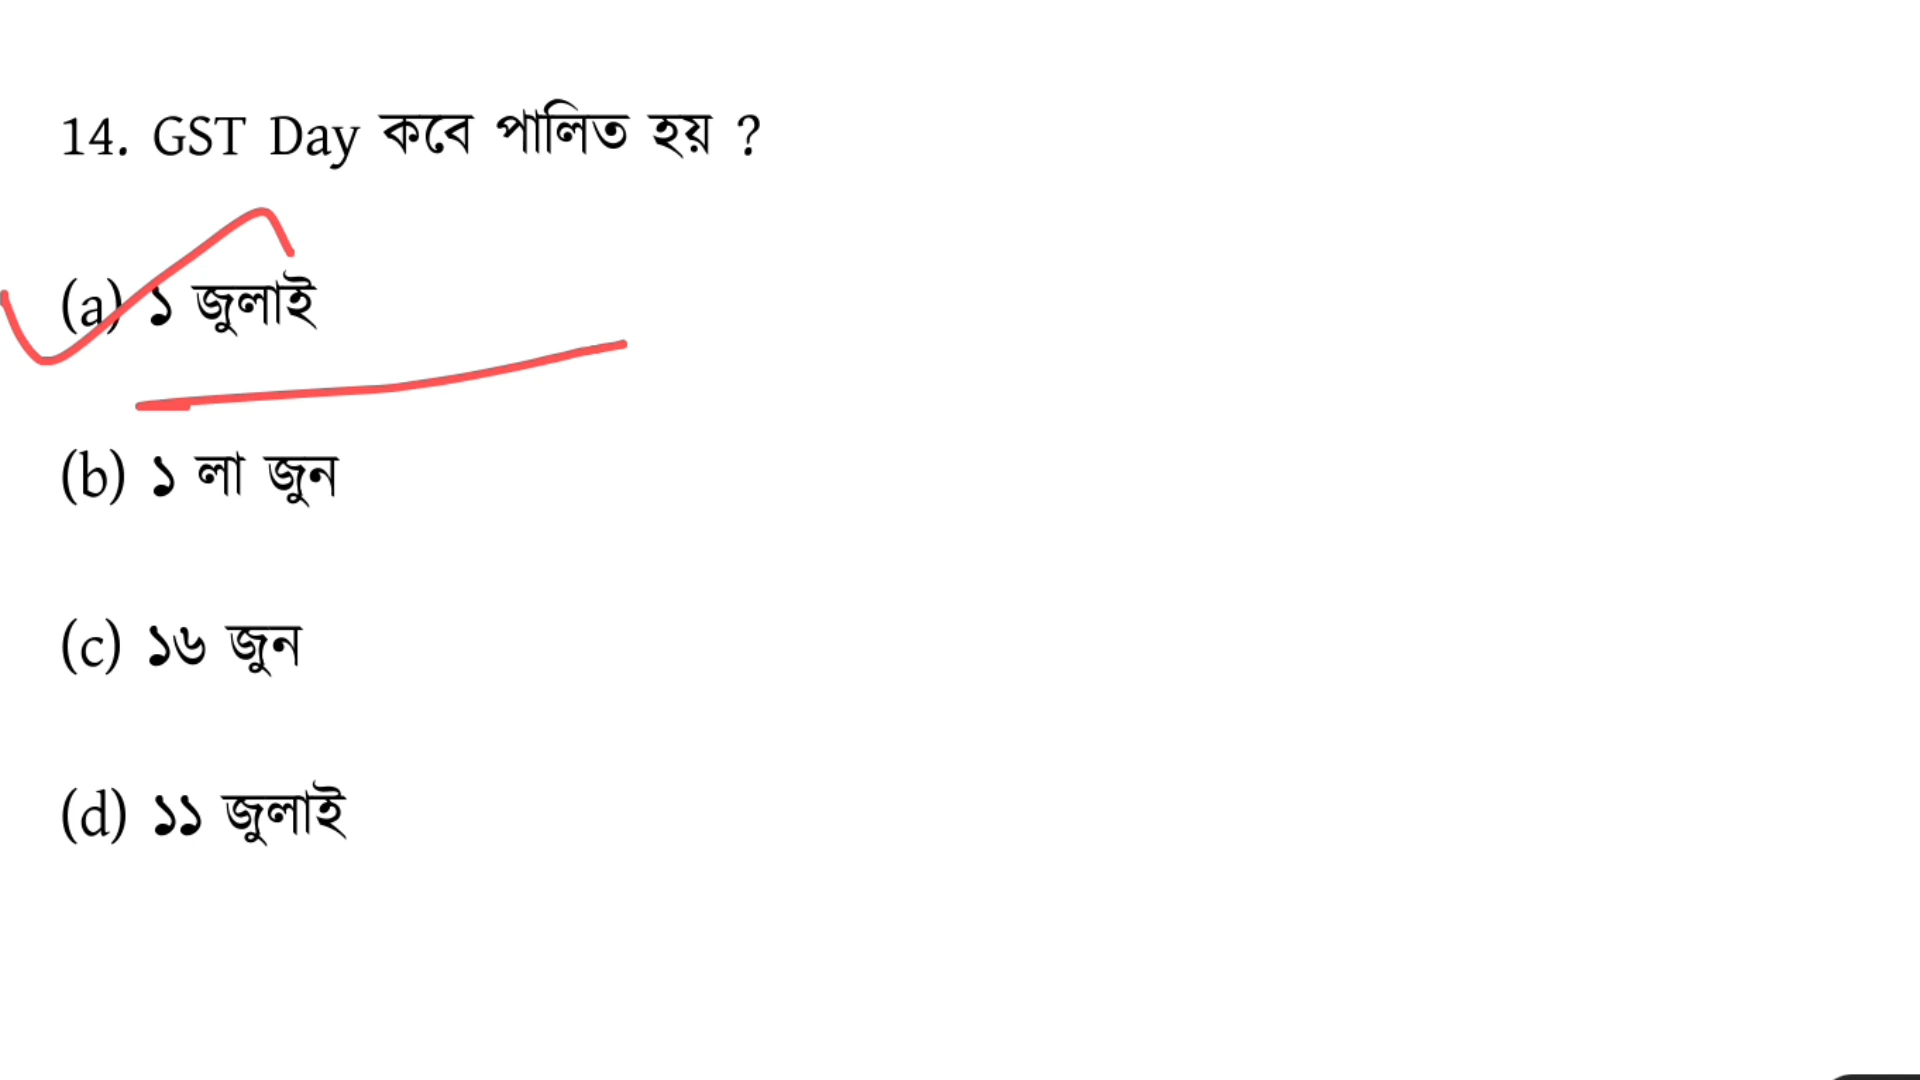 14. GST Day কবে পালিত হয় ?
(a) ১ জুলাই
(b) ১ লা জুন
(c) ১৬ জুন
(d) ১১ জুলাই